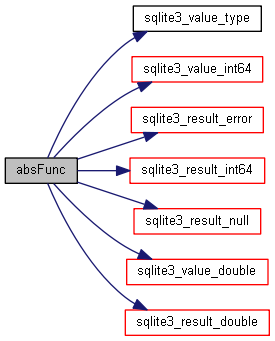 sqlite3_value_type
sqlite3_value_int64
sqlite3_result_error
absFunc
sqlite3_result_int64
sqlite3_result_null
sqlite3_value_double
sqlite3_result_double